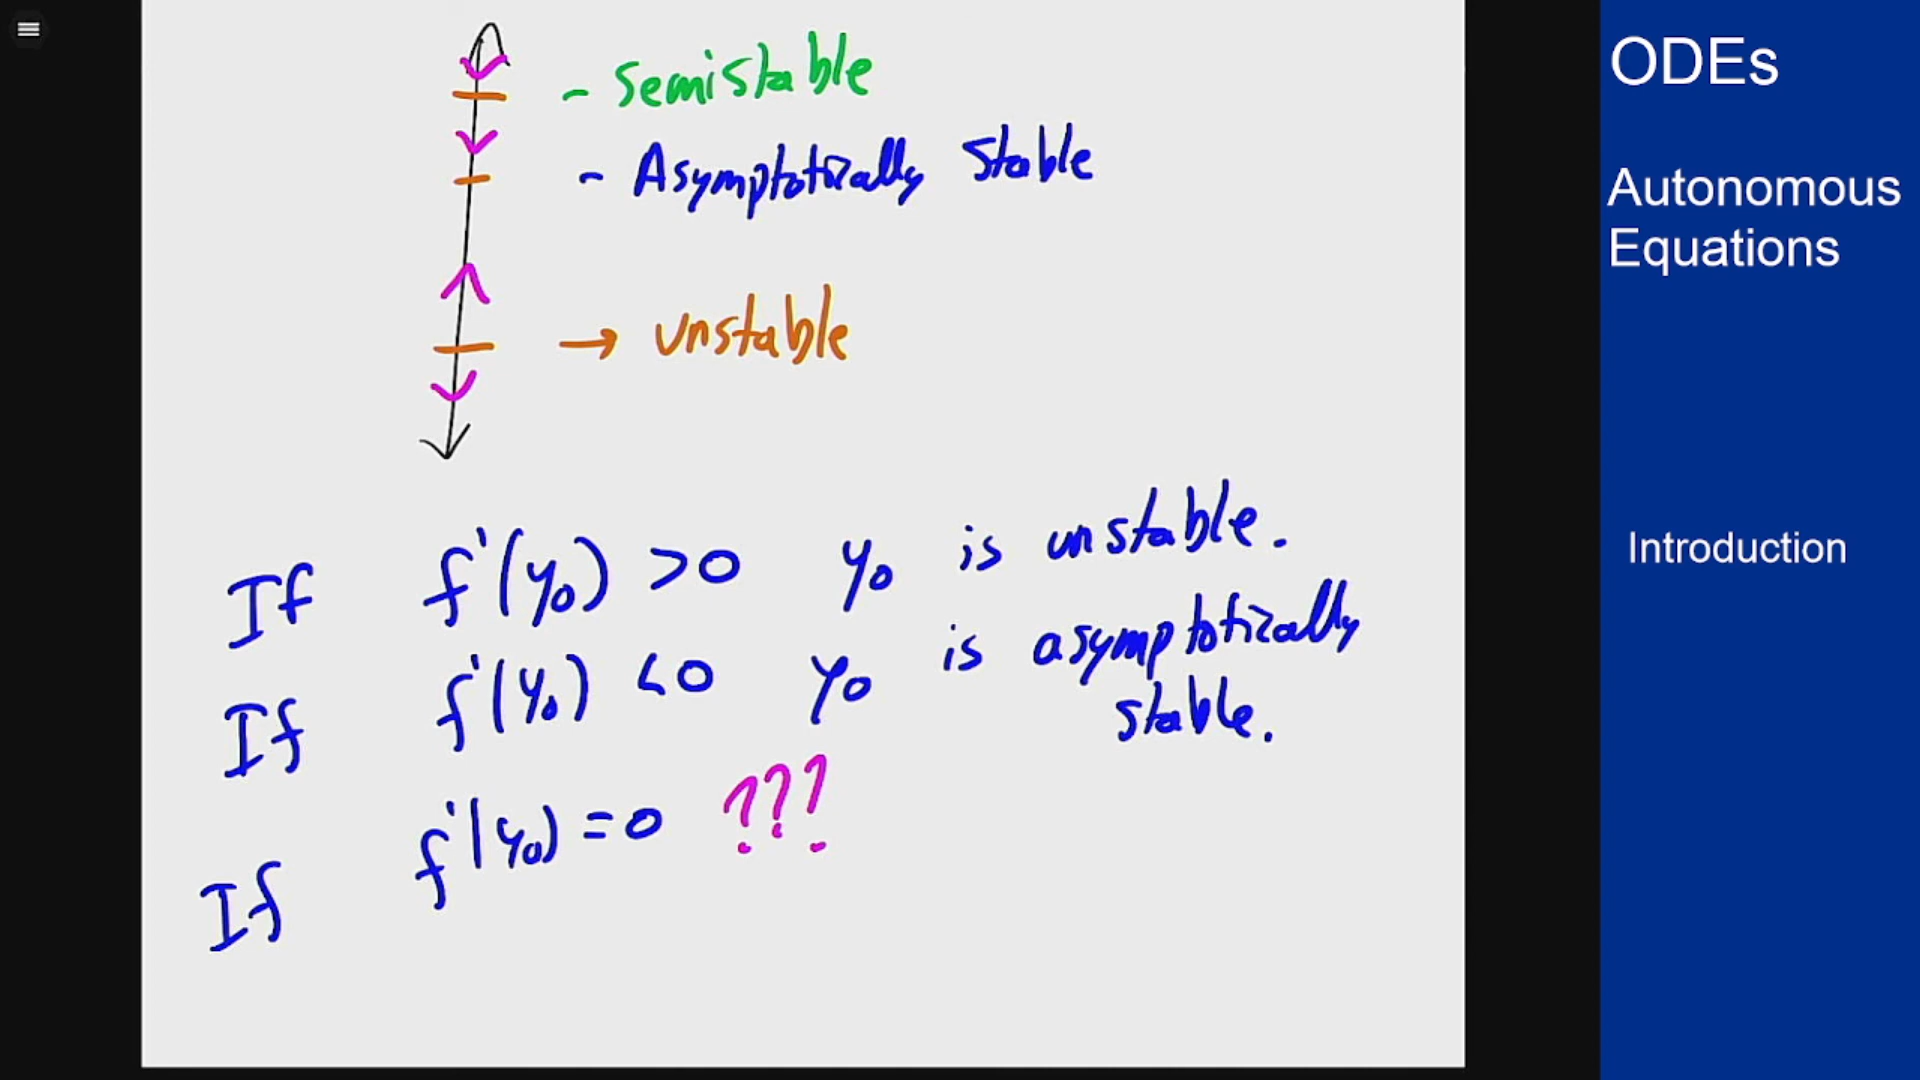 - semistable
- Asymptotically Stable
→ unstable
If f'(y₀) >0 y₀ is unstable.
If f'(y₀) <0 y₀ is asymptotically
stable.
If f'(y₀) =0 ???
ODEs
Autonomous
Equations
Introduction